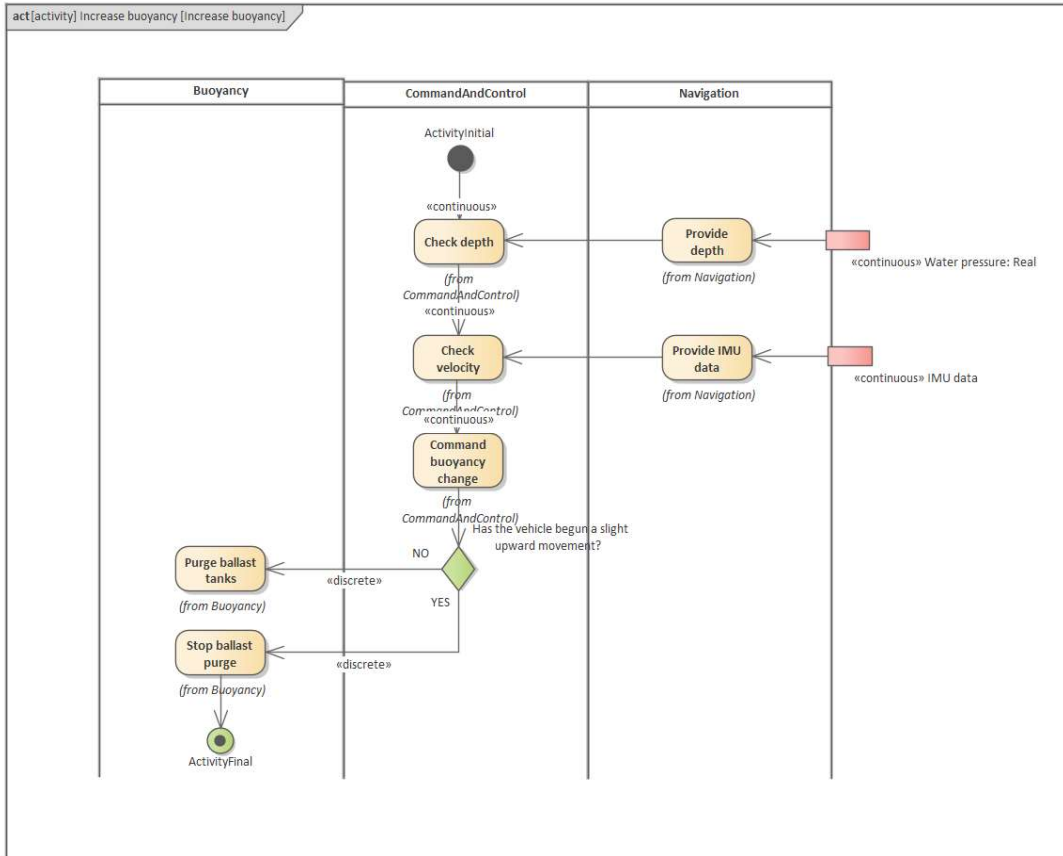 act [activity] Increase buoyancy [Increase buoyancy]
Buoyancy
CommandAndControl
Navigation
ActivityInitial
«continuous»
Check depth
(from
CommandAndControl)
Provide
depth
(from Navigation)
«continuous» Water pressure: Real
«continuous»
Check
velocity
(from
CommandAndControl)
Provide IMU
data
(from Navigation)
«continuous» IMU data
«continuous»
Command
buoyancy
change
(from
CommandAndControl)
Has the vehicle begun a slight
upward movement?
NO
«discrete»
Purge ballast
tanks
(from Buoyancy)
YES
«discrete»
Stop ballast
purge
(from Buoyancy)
ActivityFinal